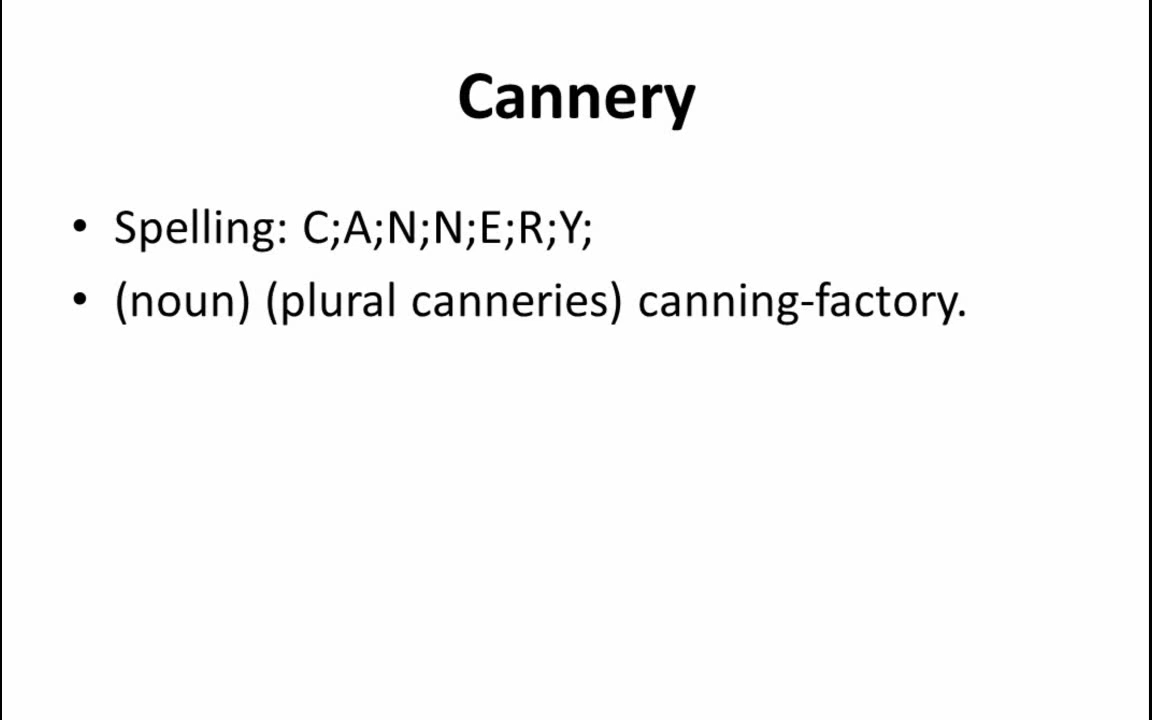 Cannery
• Spelling: C;A;N;N;E;R;Y;
• (noun) (plural canneries) canning-factory.